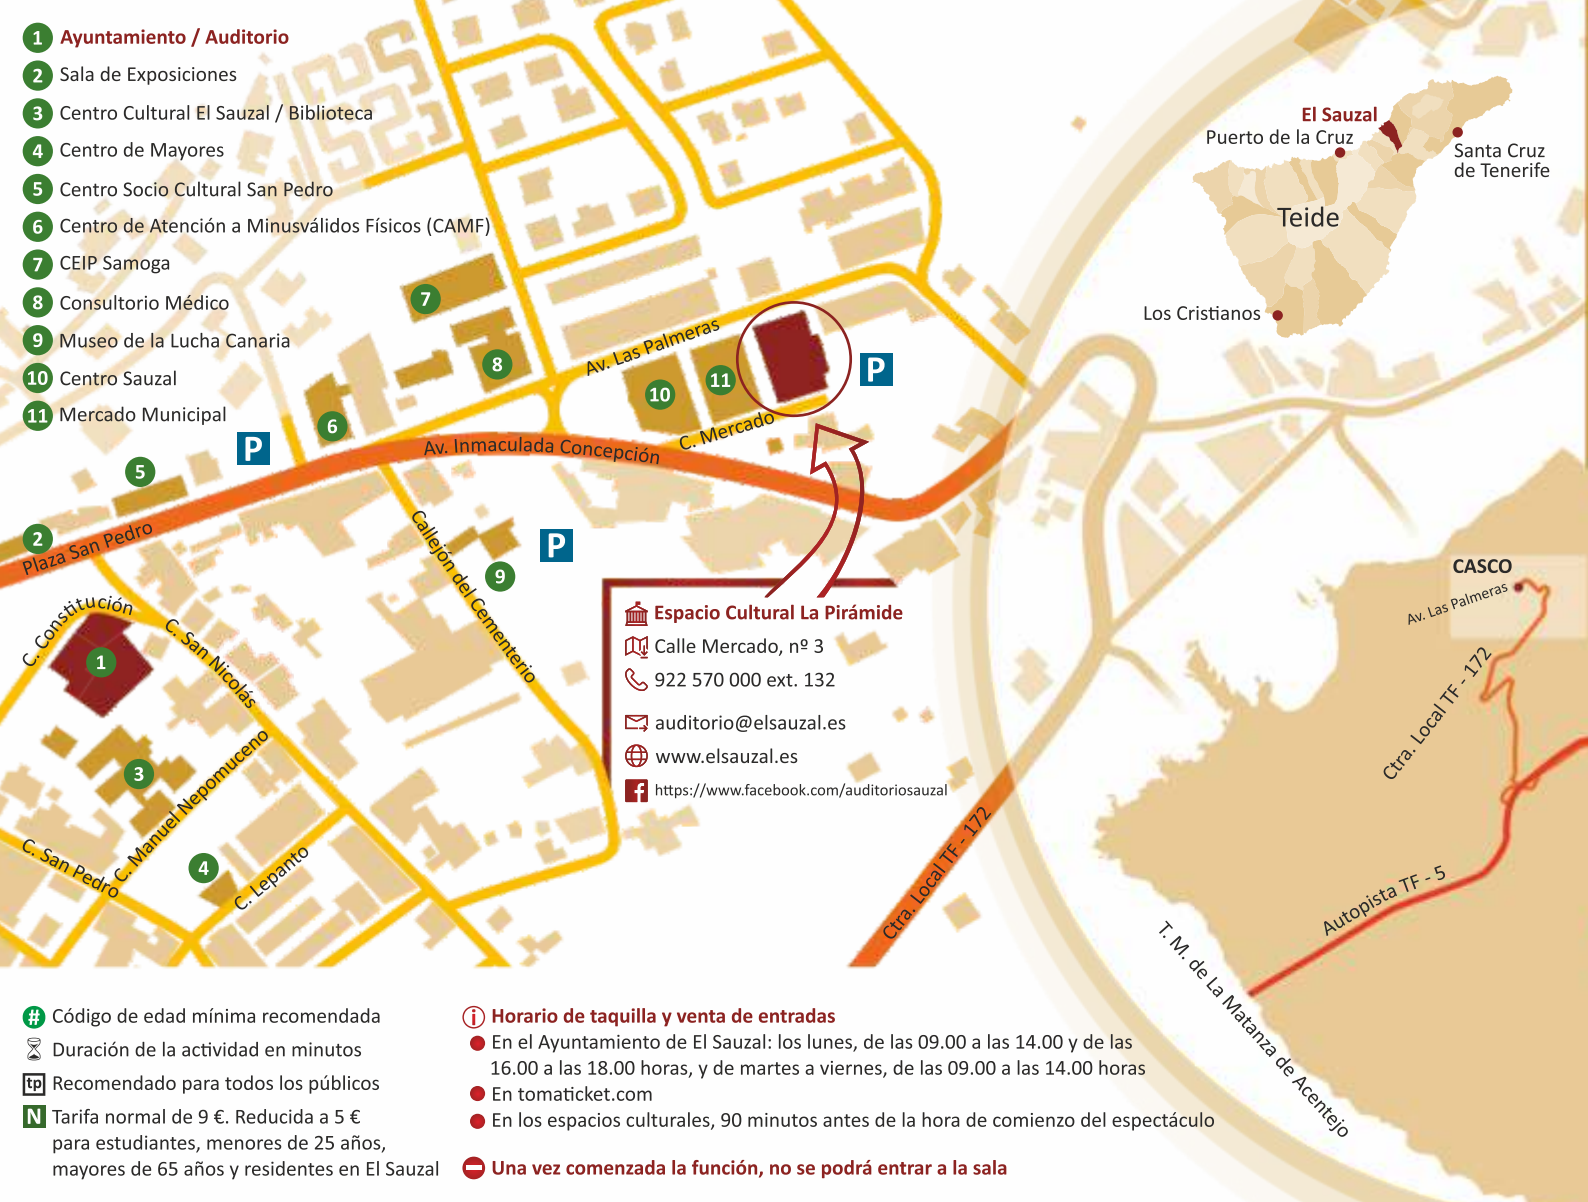 1 Ayuntamiento / Auditorio
2 Sala de Exposiciones
3 Centro Cultural El Sauzal / Biblioteca
4 Centro de Mayores
5 Centro Socio Cultural San Pedro
6 Centro de Atención a Minusválidos Físicos (CAMF)
7 CEIP Samoga
8 Consultorio Médico
9 Museo de la Lucha Canaria
10 Centro Sauzal
11 Mercado Municipal
El Sauzal
Puerto de la Cruz
Santa Cruz
de Tenerife
Teide
Los Cristianos
7
8
6
5
2
10
11
9
1
3
4
P
P
P
Av. Las Palmeras
C. Mercado
Av. Inmaculada Concepción
Plaza San Pedro
Callejón del Cementerio
C. Constitución
C. San Nicolás
C. Manuel Nepomuceno
C. San Pedro
C. Lepanto
Espacio Cultural La Pirámide
Calle Mercado, nº 3
922 570 000 ext. 132
auditorio@elsauzal.es
www.elsauzal.es
f https://www.facebook.com/auditoriosauzal
Ctra. Local TF - 172
CASCO
Av. Las Palmeras
Ctra. Local TF - 172
Autopista TF - 5
T. M. de La Matanza de Acentejo
# Código de edad mínima recomendada
Duración de la actividad en minutos
tp Recomendado para todos los públicos
N Tarifa normal de 9 €. Reducida a 5 €
para estudiantes, menores de 25 años,
mayores de 65 años y residentes en El Sauzal
i Horario de taquilla y venta de entradas
En el Ayuntamiento de El Sauzal: los lunes, de las 09.00 a las 14.00 y de las
16.00 a las 18.00 horas, y de martes a viernes, de las 09.00 a las 14.00 horas
En tomaticket.com
En los espacios culturales, 90 minutos antes de la hora de comienzo del espectáculo
Una vez comenzada la función, no se podrá entrar a la sala